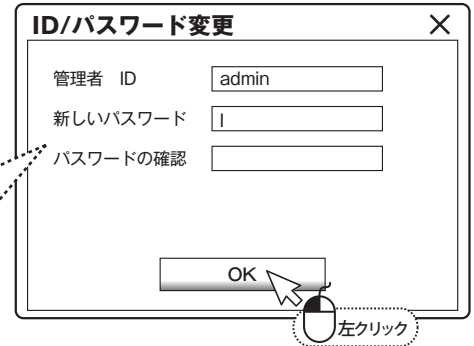 ID/パスワード変更
管理者 ID admin
新しいパスワード
パスワードの確認
OK
左クリック